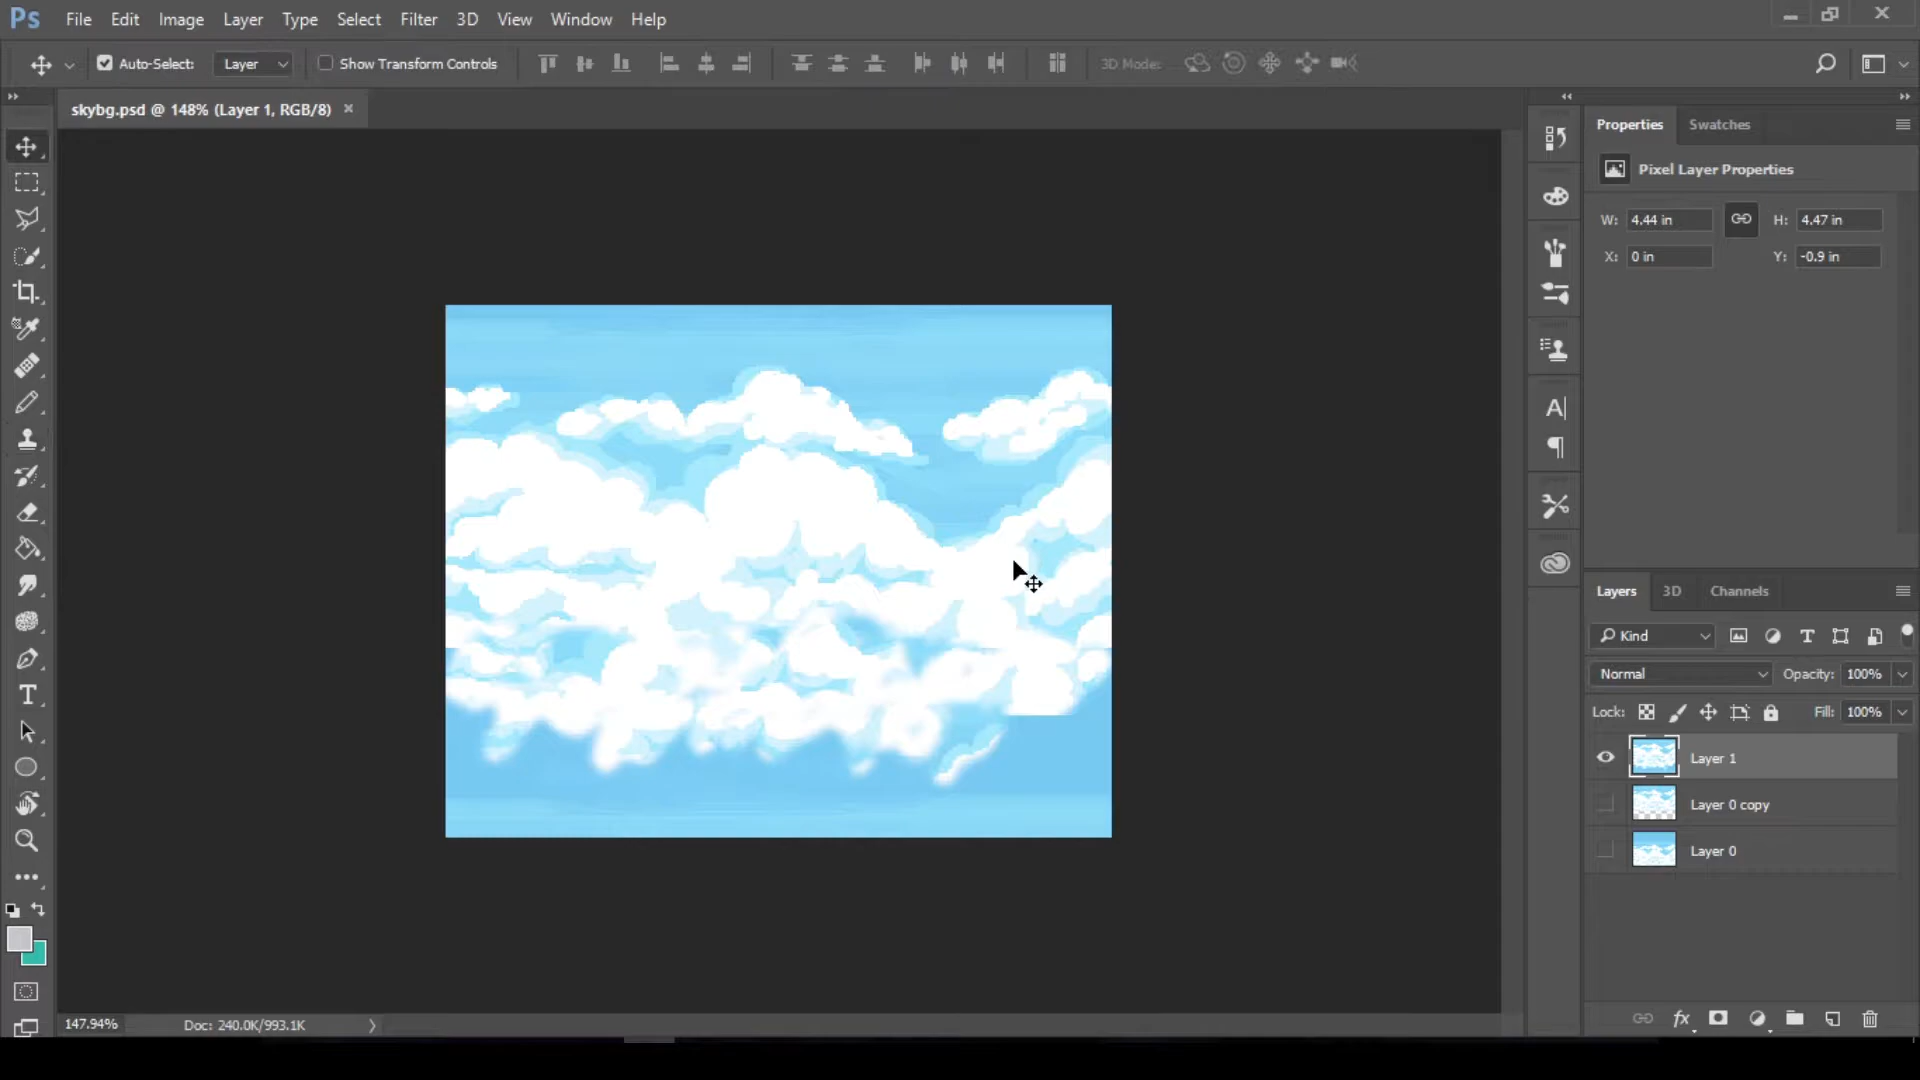 Ps File Edit Image Layer Type Select Filter 3D View Window Help
Auto-Select: Layer Show Transform Controls 3D Mode:
skybg.psd @ 148% (Layer 1, RGB/8)
Properties Swatches
Pixel Layer Properties
W: 4.44 in H: 4.47 in
X: 0 in Y: -0.9 in
Layers 3D Channels
Kind
Normal Opacity: 100%
Lock: Fill: 100%
Layer 1
Layer 0 copy
Layer 0
147.94% Doc: 240.0K/993.1K